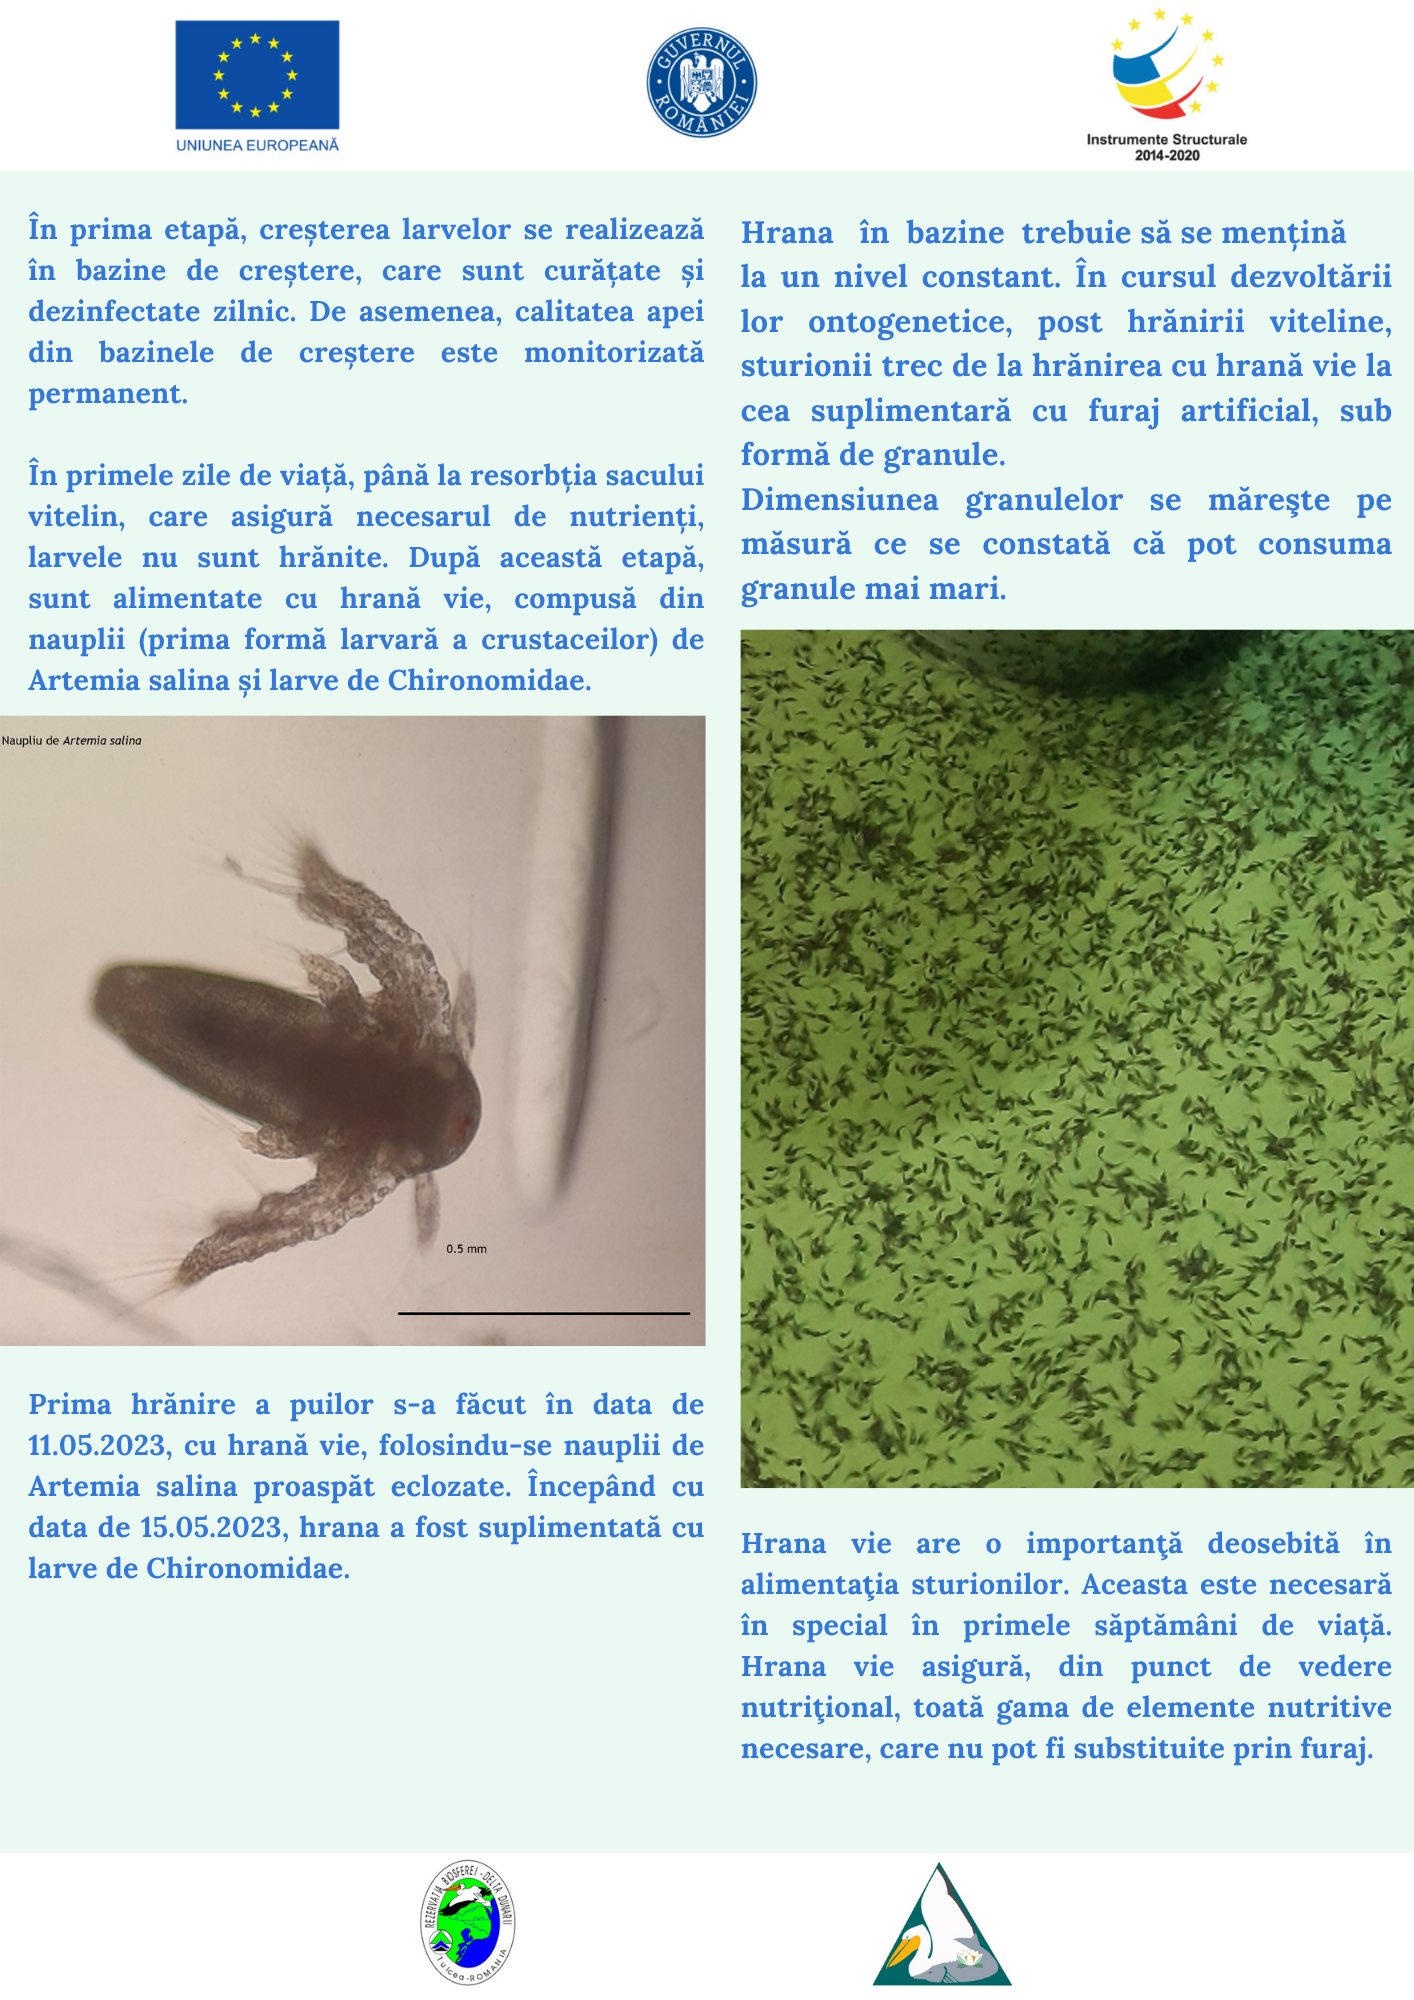 UNIUNEA EUROPEANĂ
GUVERNUL ROMÂNIEI
Instrumente Structurale
2014-2020
În prima etapă, creșterea larvelor se realizează
în bazine de creștere, care sunt curățate și
dezinfectate zilnic. De asemenea, calitatea apei
din bazinele de creștere este monitorizată
permanent.
În primele zile de viață, până la resorbția sacului
vitelin, care asigură necesarul de nutrienți,
larvele nu sunt hrănite. După această etapă,
sunt alimentate cu hrană vie, compusă din
nauplii (prima formă larvară a crustaceilor) de
Artemia salina și larve de Chironomidae.
Naupliu de Artemia salina
0.5 mm
Prima hrănire a puilor s-a făcut în data de
11.05.2023, cu hrană vie, folosindu-se nauplii de
Artemia salina proaspăt eclozate. Începând cu
data de 15.05.2023, hrana a fost suplimentată cu
larve de Chironomidae.
Hrana în bazine trebuie să se mențină
la un nivel constant. În cursul dezvoltării
lor ontogenetice, post hrănirii viteline,
sturionii trec de la hrănirea cu hrană vie la
cea suplimentară cu furaj artificial, sub
formă de granule.
Dimensiunea granulelor se măreşte pe
măsură ce se constată că pot consuma
granule mai mari.
Hrana vie are o importanţă deosebită în
alimentaţia sturionilor. Aceasta este necesară
în special în primele săptămâni de viață.
Hrana vie asigură, din punct de vedere
nutriţional, toată gama de elemente nutritive
necesare, care nu pot fi substituite prin furaj.
REZERVATIA BIOSFEREI - DELTA DUNARII
Tulcea - ROMANIA